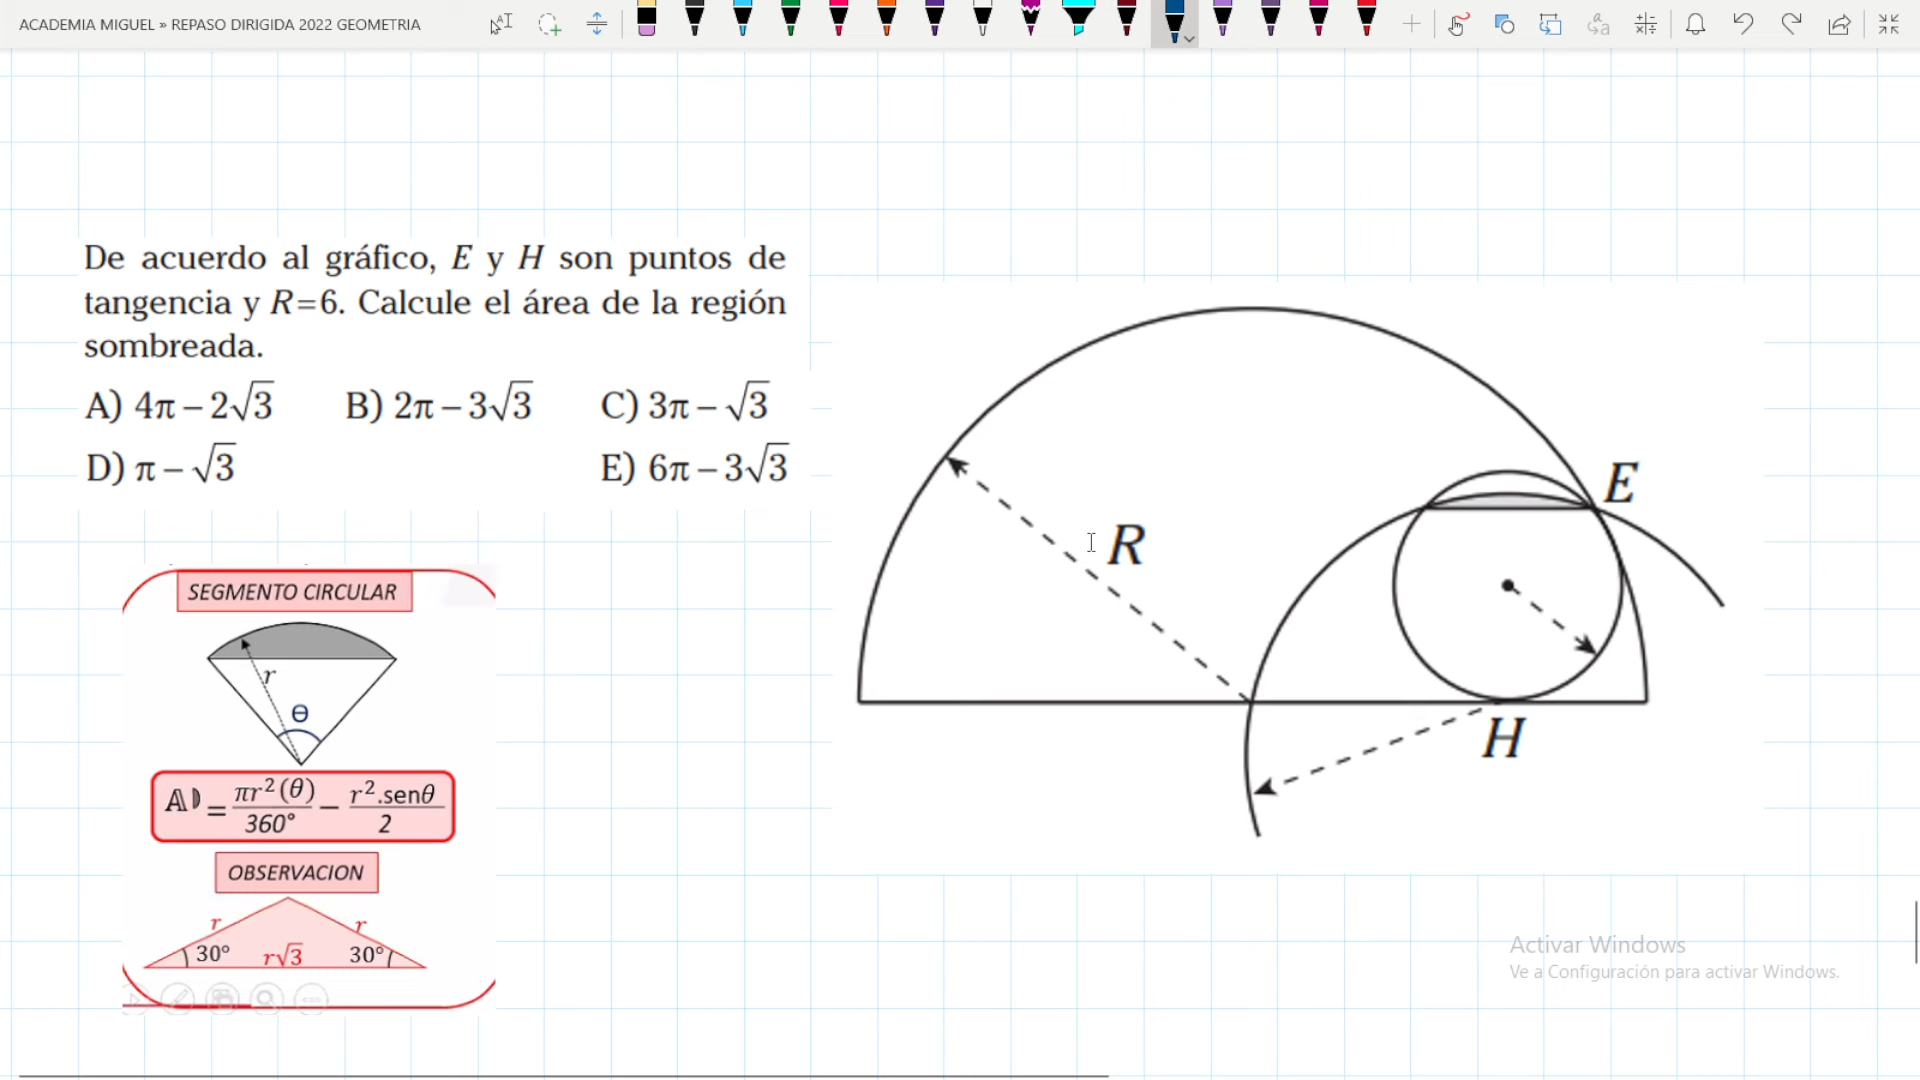 ACADEMIA MIGUEL » REPASO DIRIGIDA 2022 GEOMETRIA
De acuerdo al gráfico, E y H son puntos de
tangencia y R=6. Calcule el área de la región
sombreada.
A) 4π – 2√3 B) 2π – 3√3 C) 3π – √3
D) π – √3 E) 6π – 3√3
SEGMENTO CIRCULAR
r
θ
A = πr²(θ)/360° – r².senθ/2
OBSERVACION
r r
30° r√3 30°
R
E
H
Activar Windows
Ve a Configuración para activar Windows.